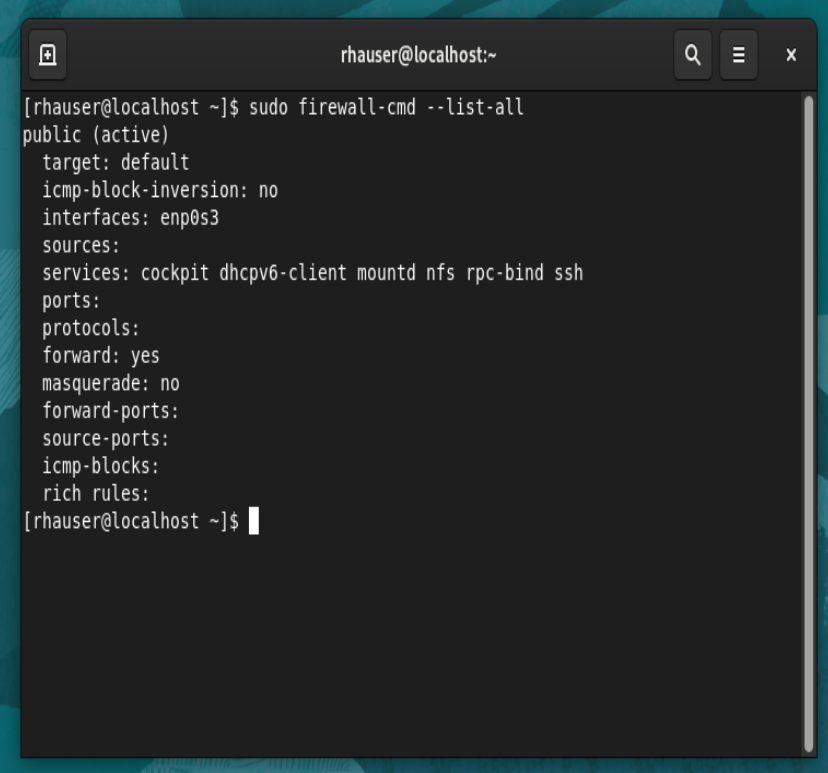 rhauser@localhost:~
[rhauser@localhost ~]$ sudo firewall-cmd --list-all
public (active)
  target: default
  icmp-block-inversion: no
  interfaces: enp0s3
  sources:
  services: cockpit dhcpv6-client mountd nfs rpc-bind ssh
  ports:
  protocols:
  forward: yes
  masquerade: no
  forward-ports:
  source-ports:
  icmp-blocks:
  rich rules:
[rhauser@localhost ~]$